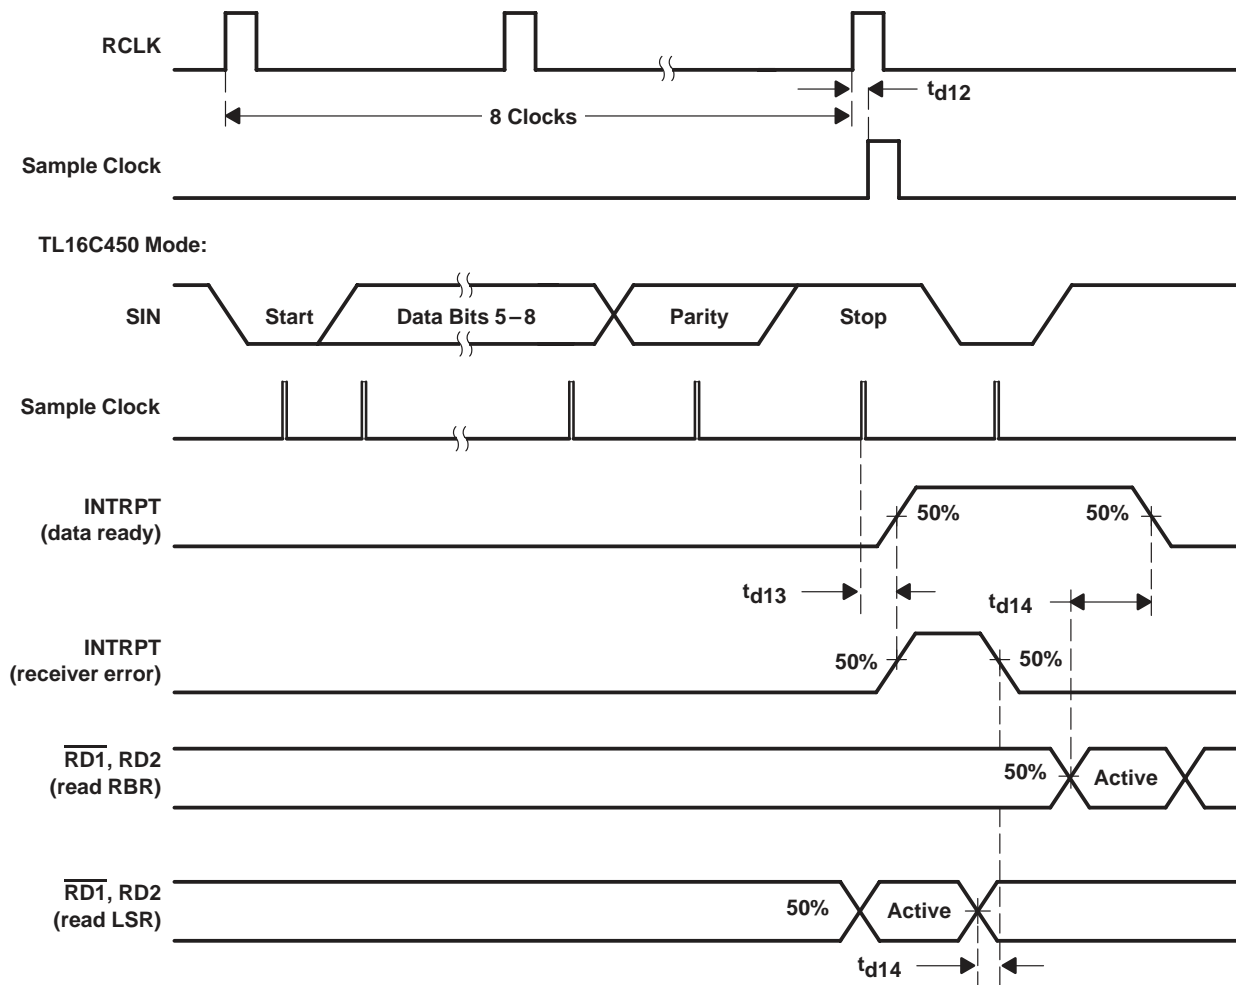 RCLK
td12
8 Clocks
Sample Clock
TL16C450 Mode:
SIN
Start
Data Bits 5–8
Parity
Stop
Sample Clock
INTRPT
(data ready)
50%
50%
td13
td14
INTRPT
(receiver error)
50%
50%
RD1, RD2
(read RBR)
50%
Active
RD1, RD2
(read LSR)
50%
Active
td14